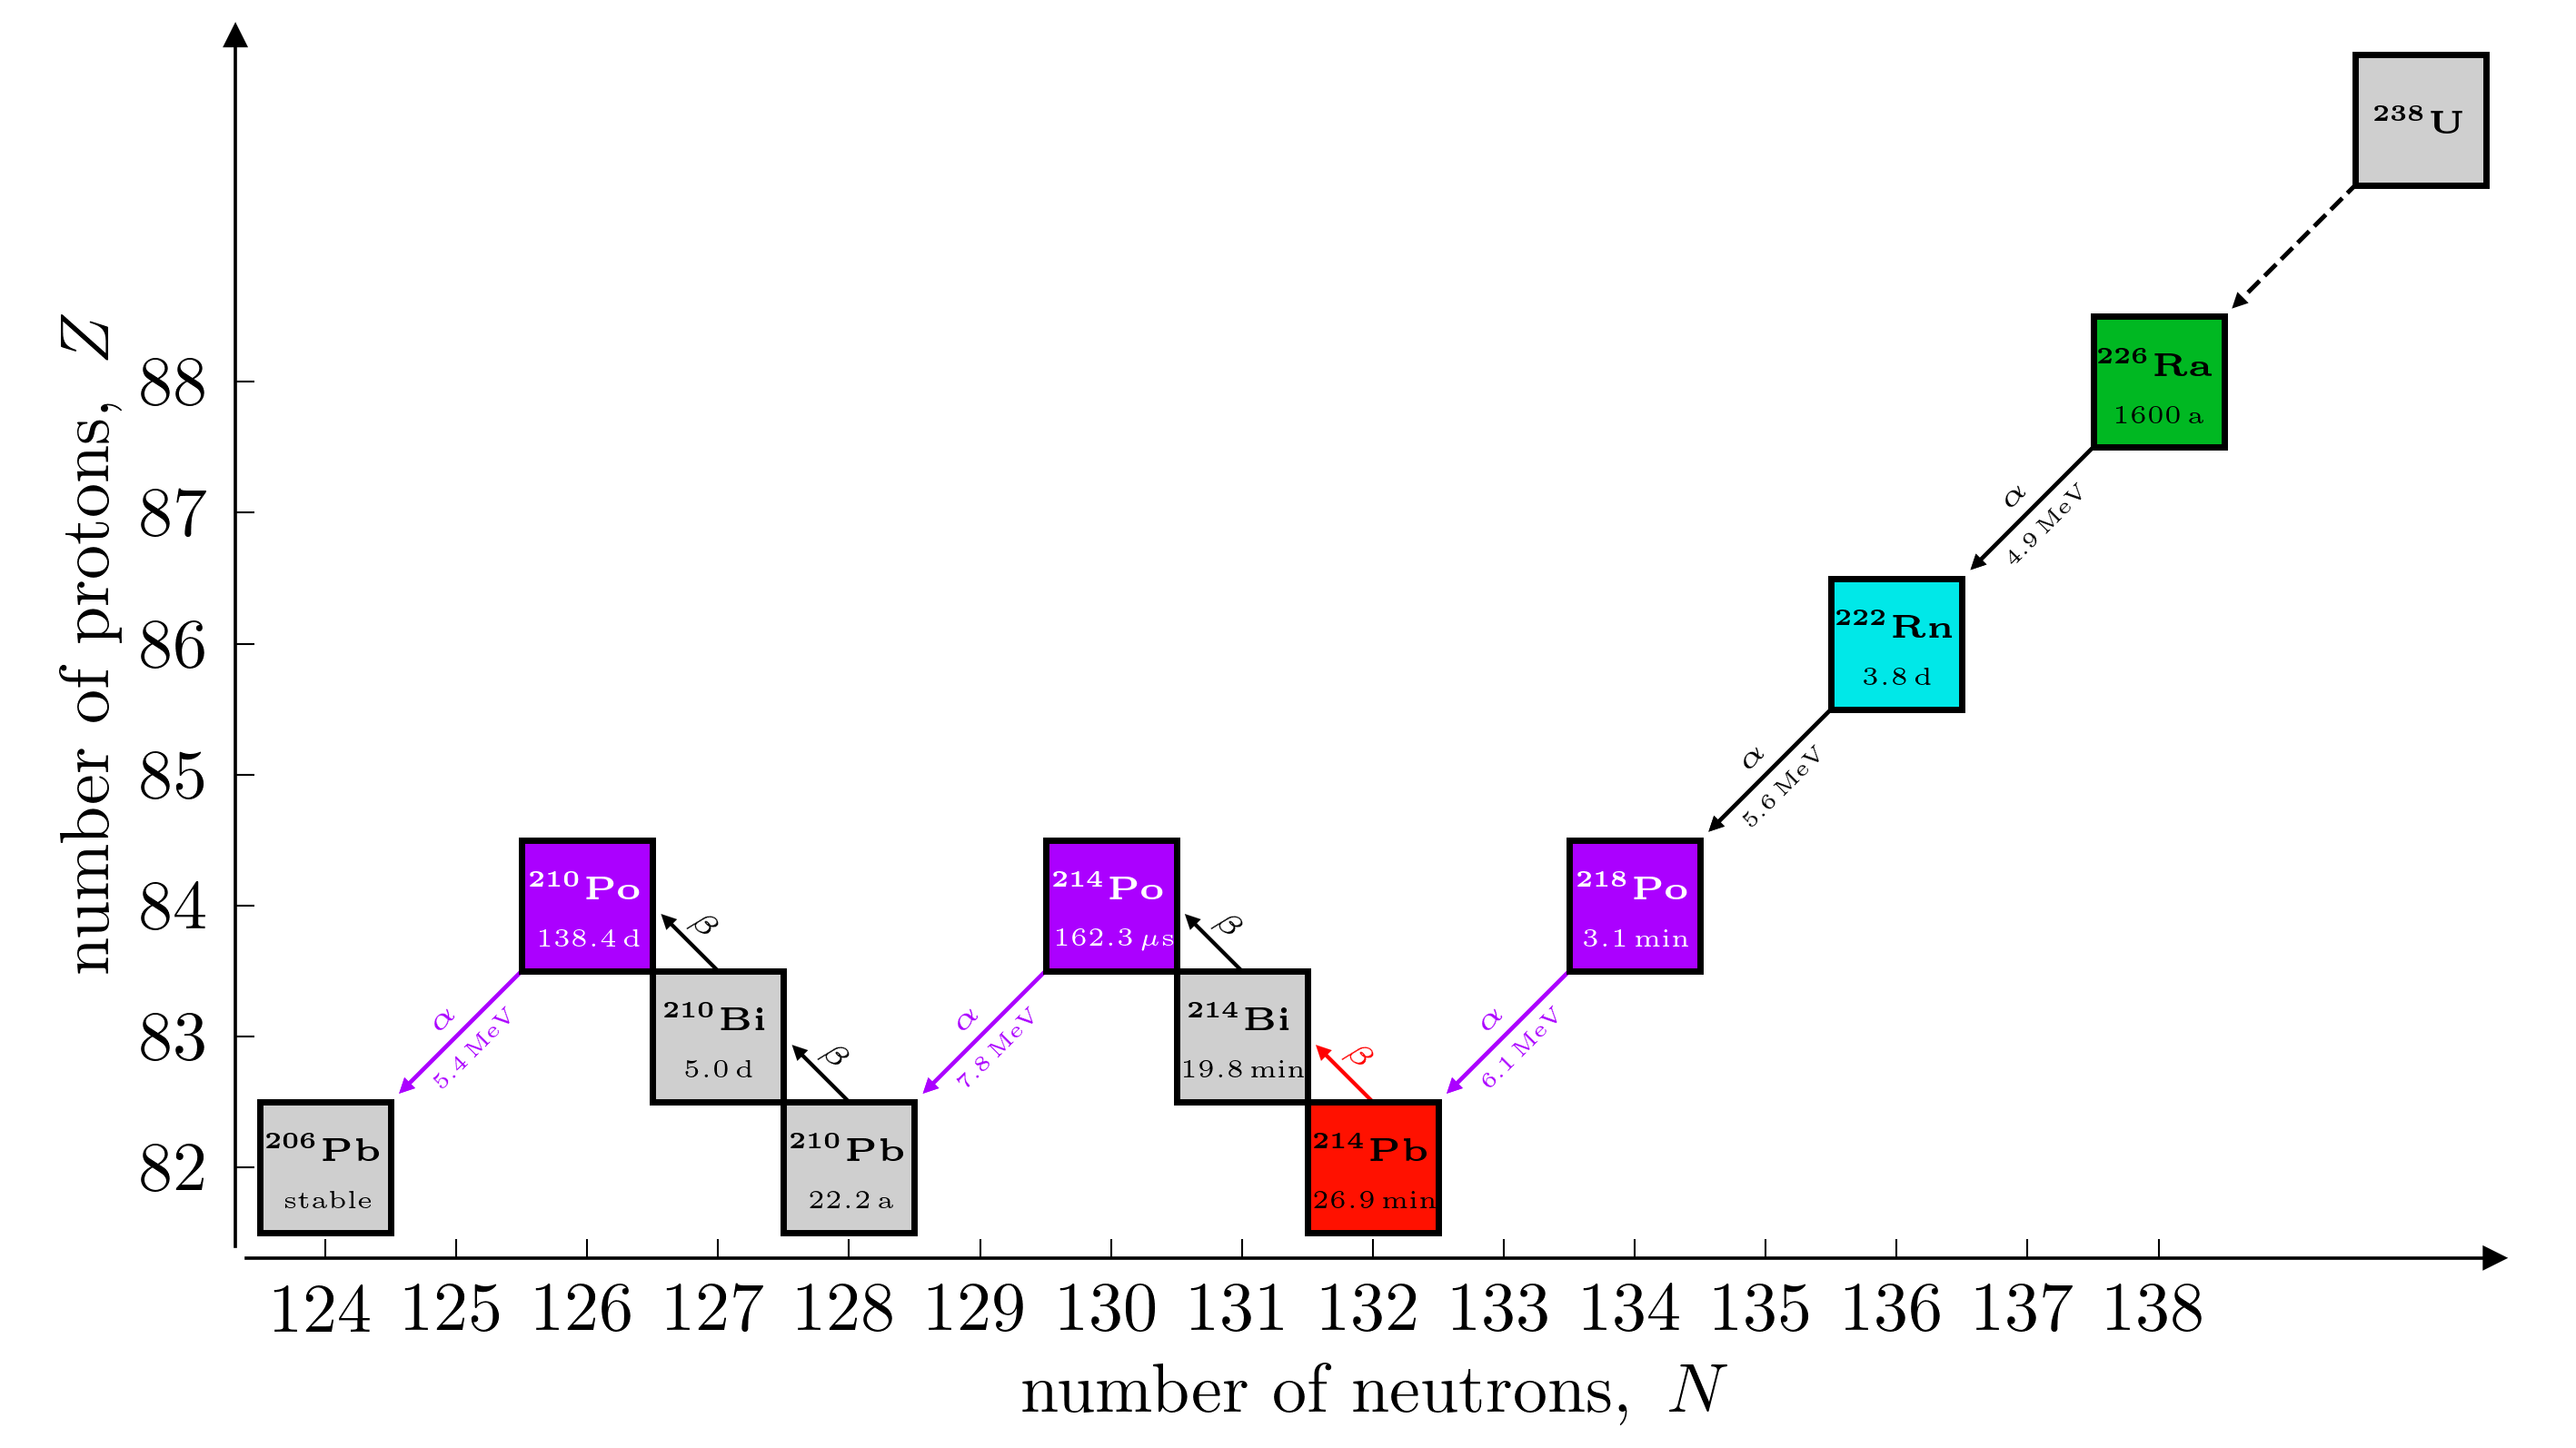 ²³⁸U
number of protons, Z
88
87
86
85
84
83
82
²²⁶Ra
1600 a
α
4.9 MeV
²²²Rn
3.8 d
α
5.6 MeV
²¹⁰Po
138.4 d
β
²¹⁴Po
162.3 μs
β
²¹⁸Po
3.1 min
α
5.4 MeV
²¹⁰Bi
5.0 d
β
α
7.8 MeV
²¹⁴Bi
19.8 min
β
α
6.1 MeV
²⁰⁶Pb
stable
²¹⁰Pb
22.2 a
²¹⁴Pb
26.9 min
124 125 126 127 128 129 130 131 132 133 134 135 136 137 138
number of neutrons, N